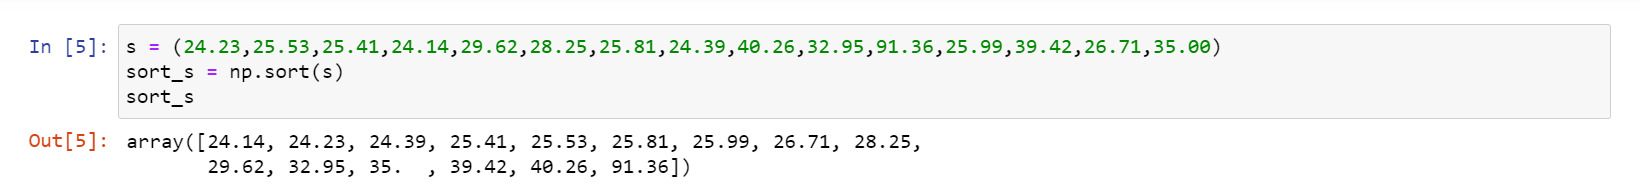 In [5]: s = (24.23,25.53,25.41,24.14,29.62,28.25,25.81,24.39,40.26,32.95,91.36,25.99,39.42,26.71,35.00)
sort_s = np.sort(s)
sort_s
Out[5]: array([24.14, 24.23, 24.39, 25.41, 25.53, 25.81, 25.99, 26.71, 28.25,
29.62, 32.95, 35.  , 39.42, 40.26, 91.36])